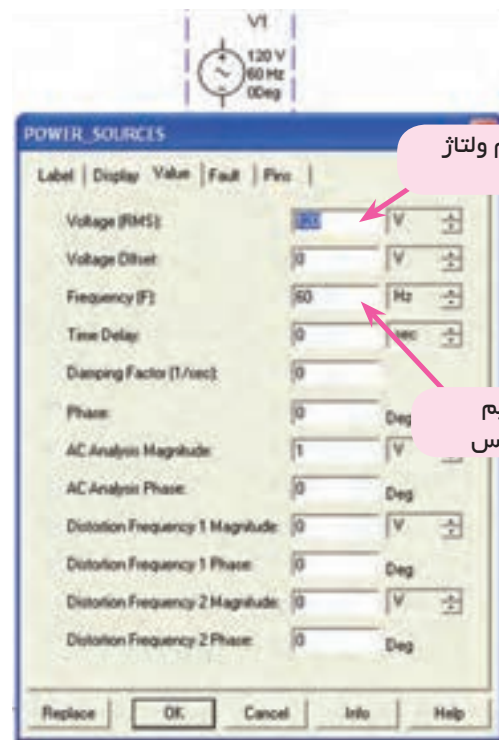 V1
120 V
60 Hz
0Deg
POWER_SOURCES
Label Display Value Fault Pins
Voltage (RMS): 120 V
Voltage Offset: 0 V
Frequency (F): 60 Hz
Time Delay: 0 sec
Damping Factor (1/sec): 0
Phase: 0 Deg
AC Analysis Magnitude: 1 V
AC Analysis Phase: 0 Deg
Distortion Frequency 1 Magnitude: 0 V
Distortion Frequency 1 Phase: 0 Deg
Distortion Frequency 2 Magnitude: 0 V
Distortion Frequency 2 Phase: 0 Deg
Replace OK Cancel Info Help
ولتاژ